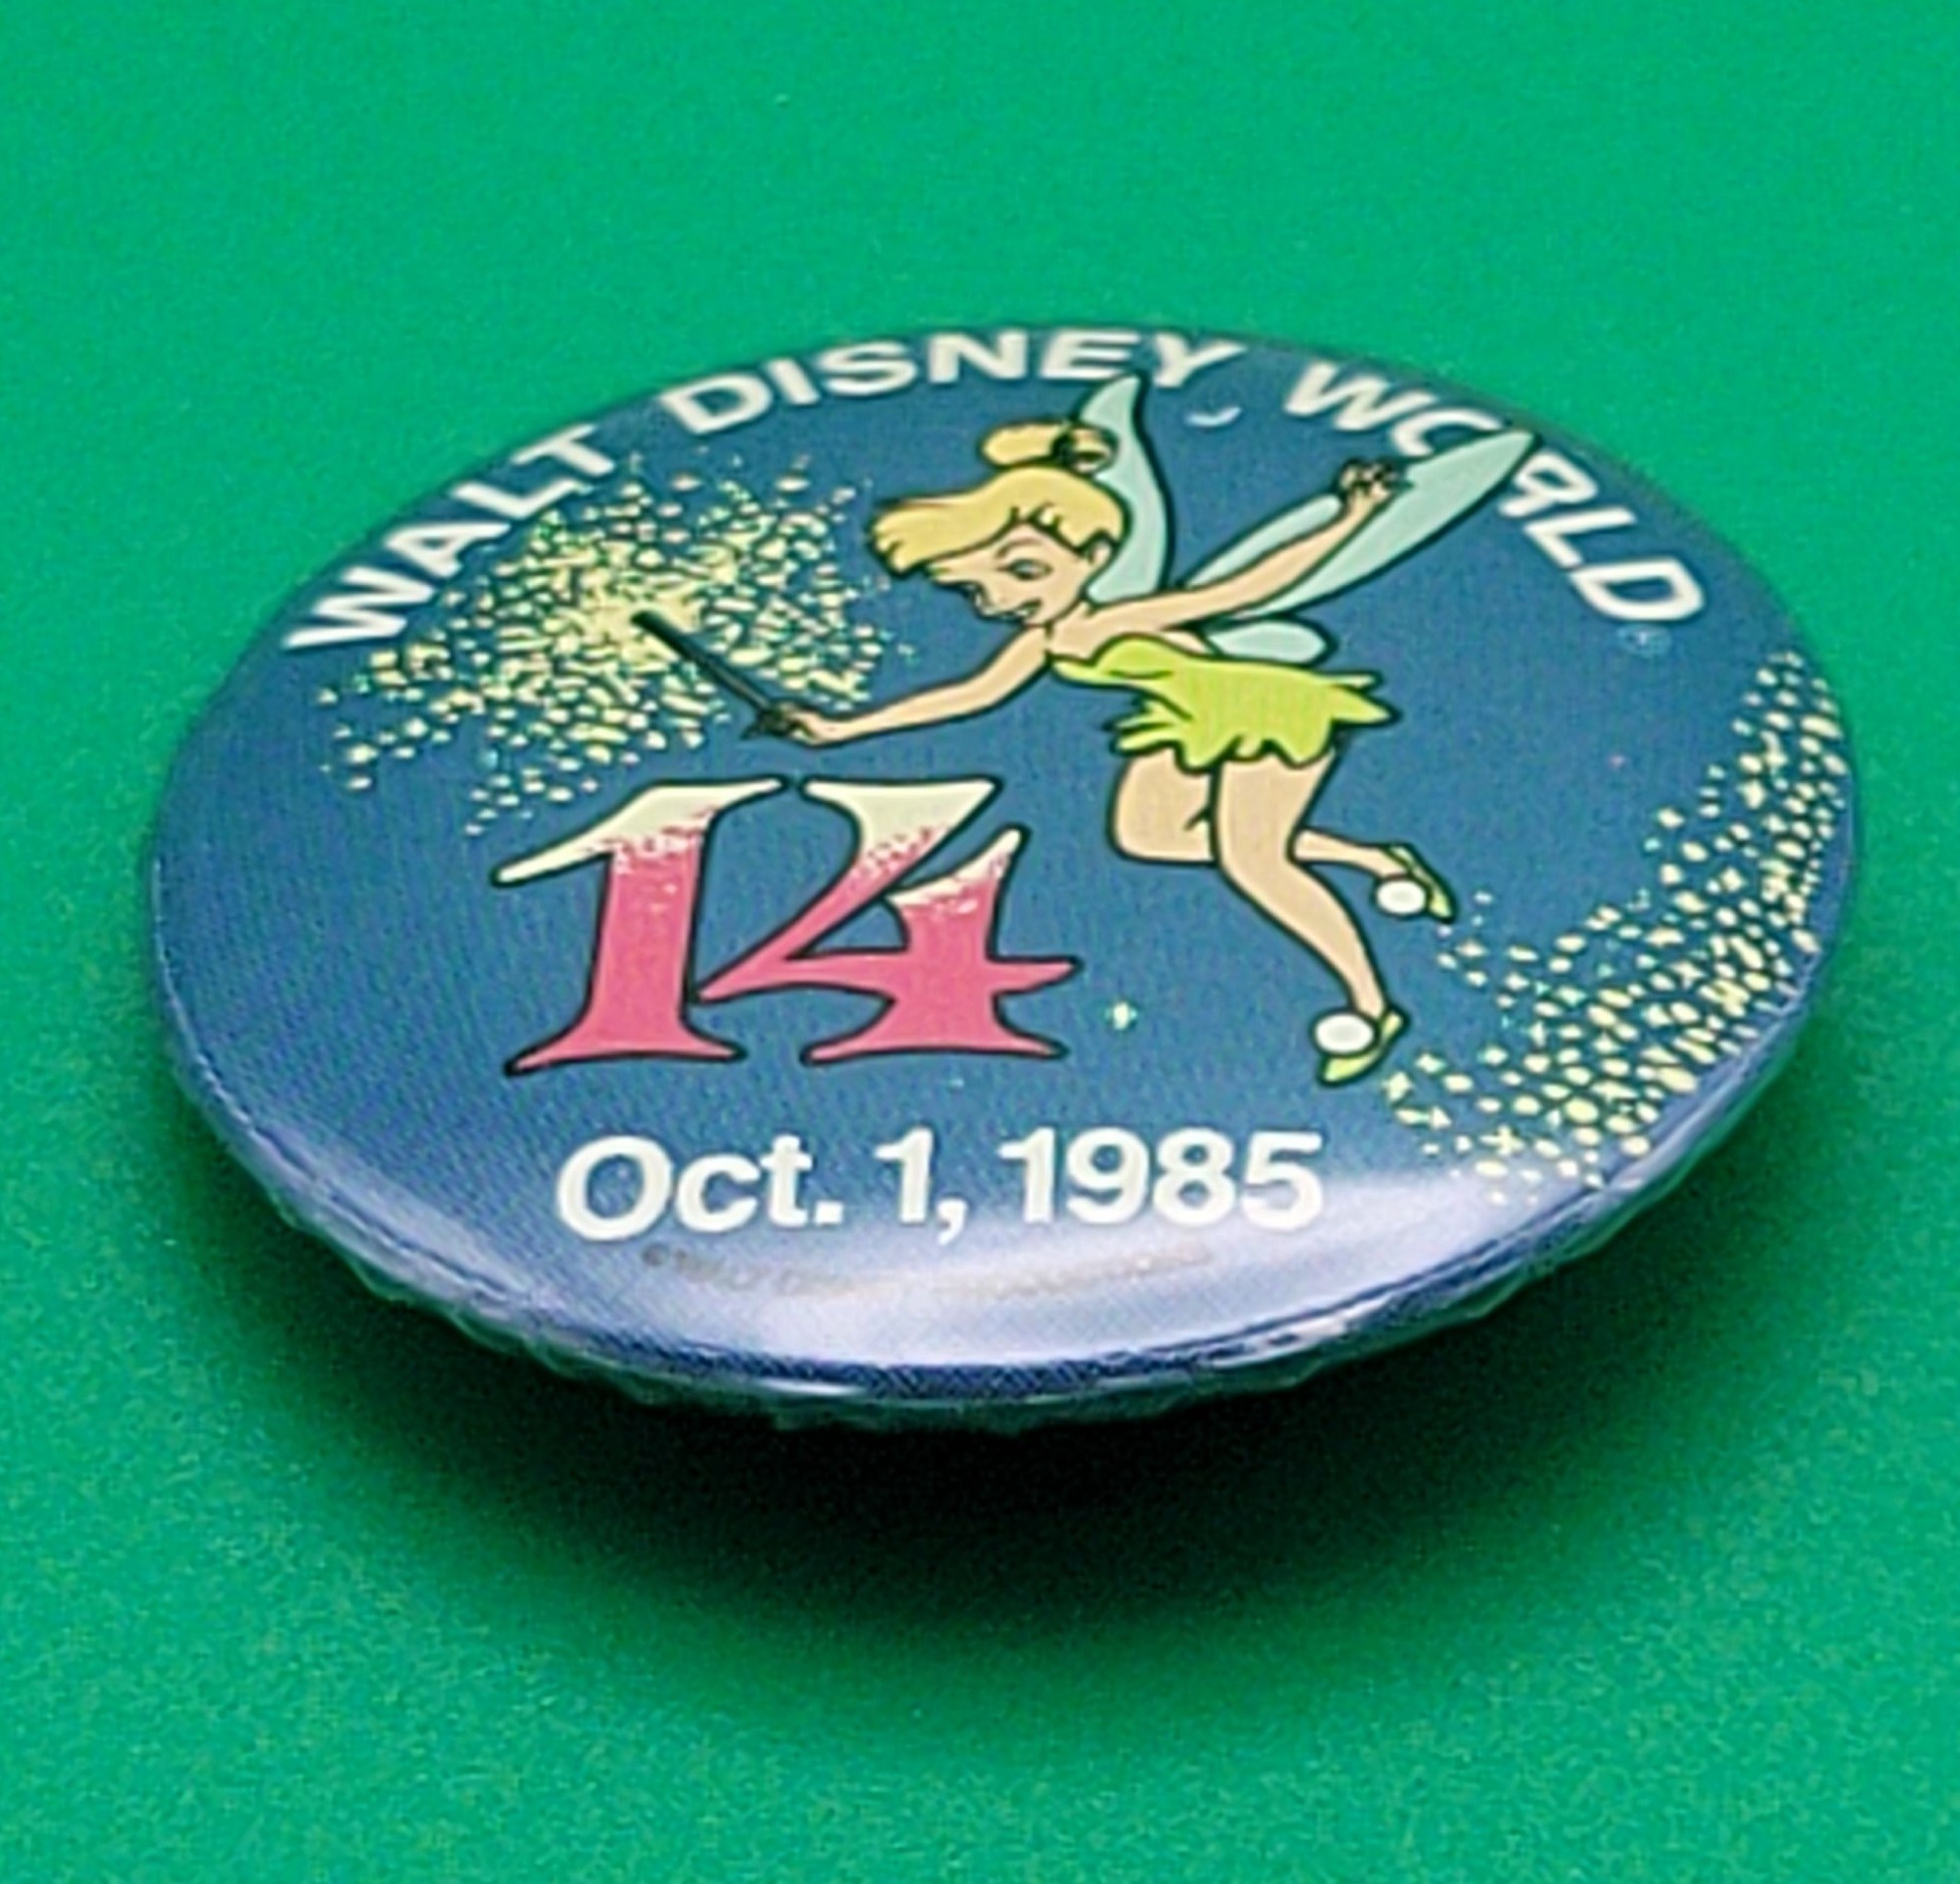 WALT DISNEY WORLD
14
Oct. 1, 1985